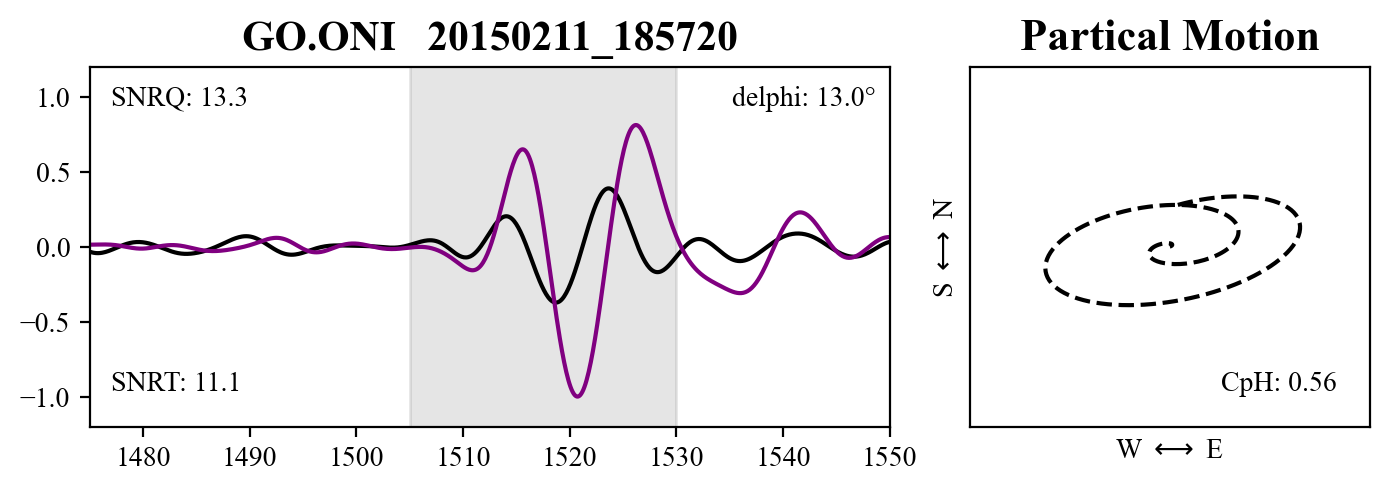 GO.ONI 20150211_185720
SNRQ: 13.3
delphi: 13.0°
1.0
0.5
0.0
−0.5
−1.0
SNRT: 11.1
1480 1490 1500 1510 1520 1530 1540 1550
Partical Motion
S ⟷ N
CpH: 0.56
W ⟷ E